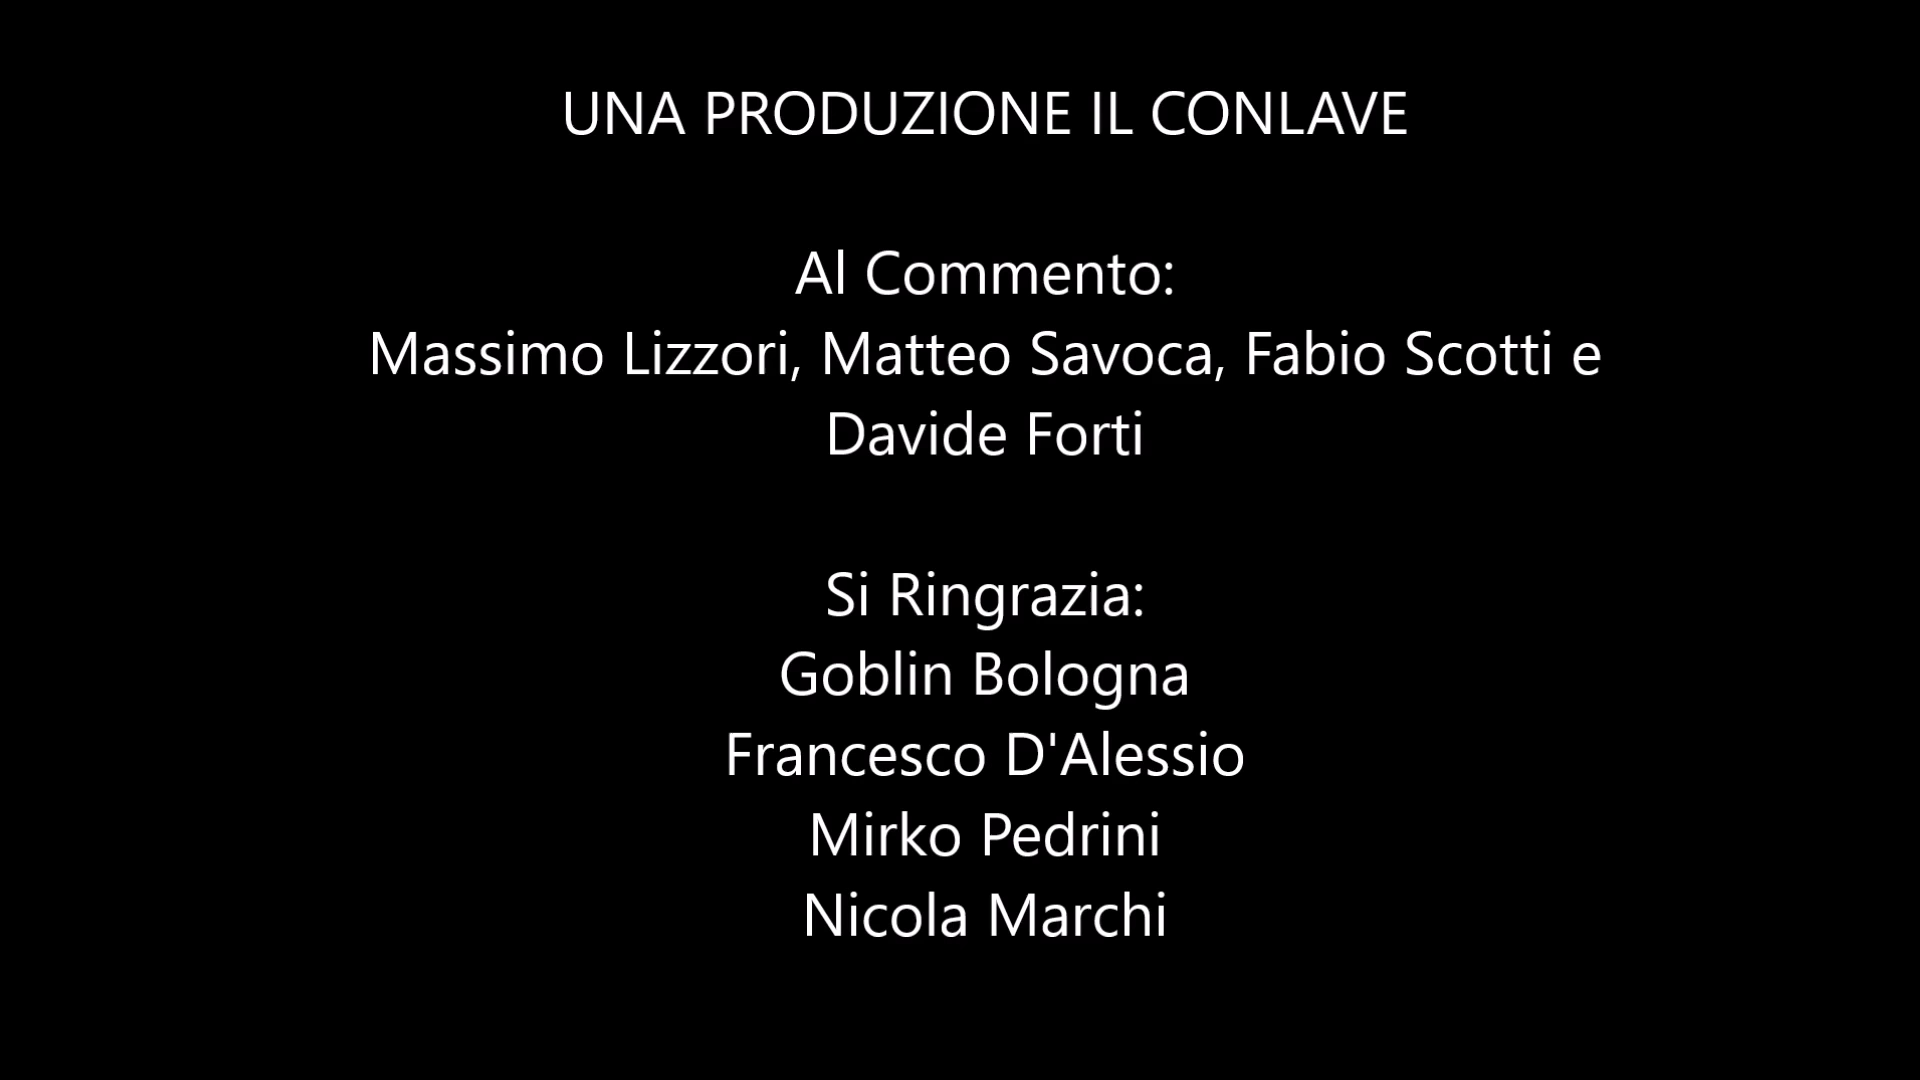 UNA PRODUZIONE IL CONLAVE
Al Commento:
Massimo Lizzori, Matteo Savoca, Fabio Scotti e
Davide Forti
Si Ringrazia:
Goblin Bologna
Francesco D'Alessio
Mirko Pedrini
Nicola Marchi